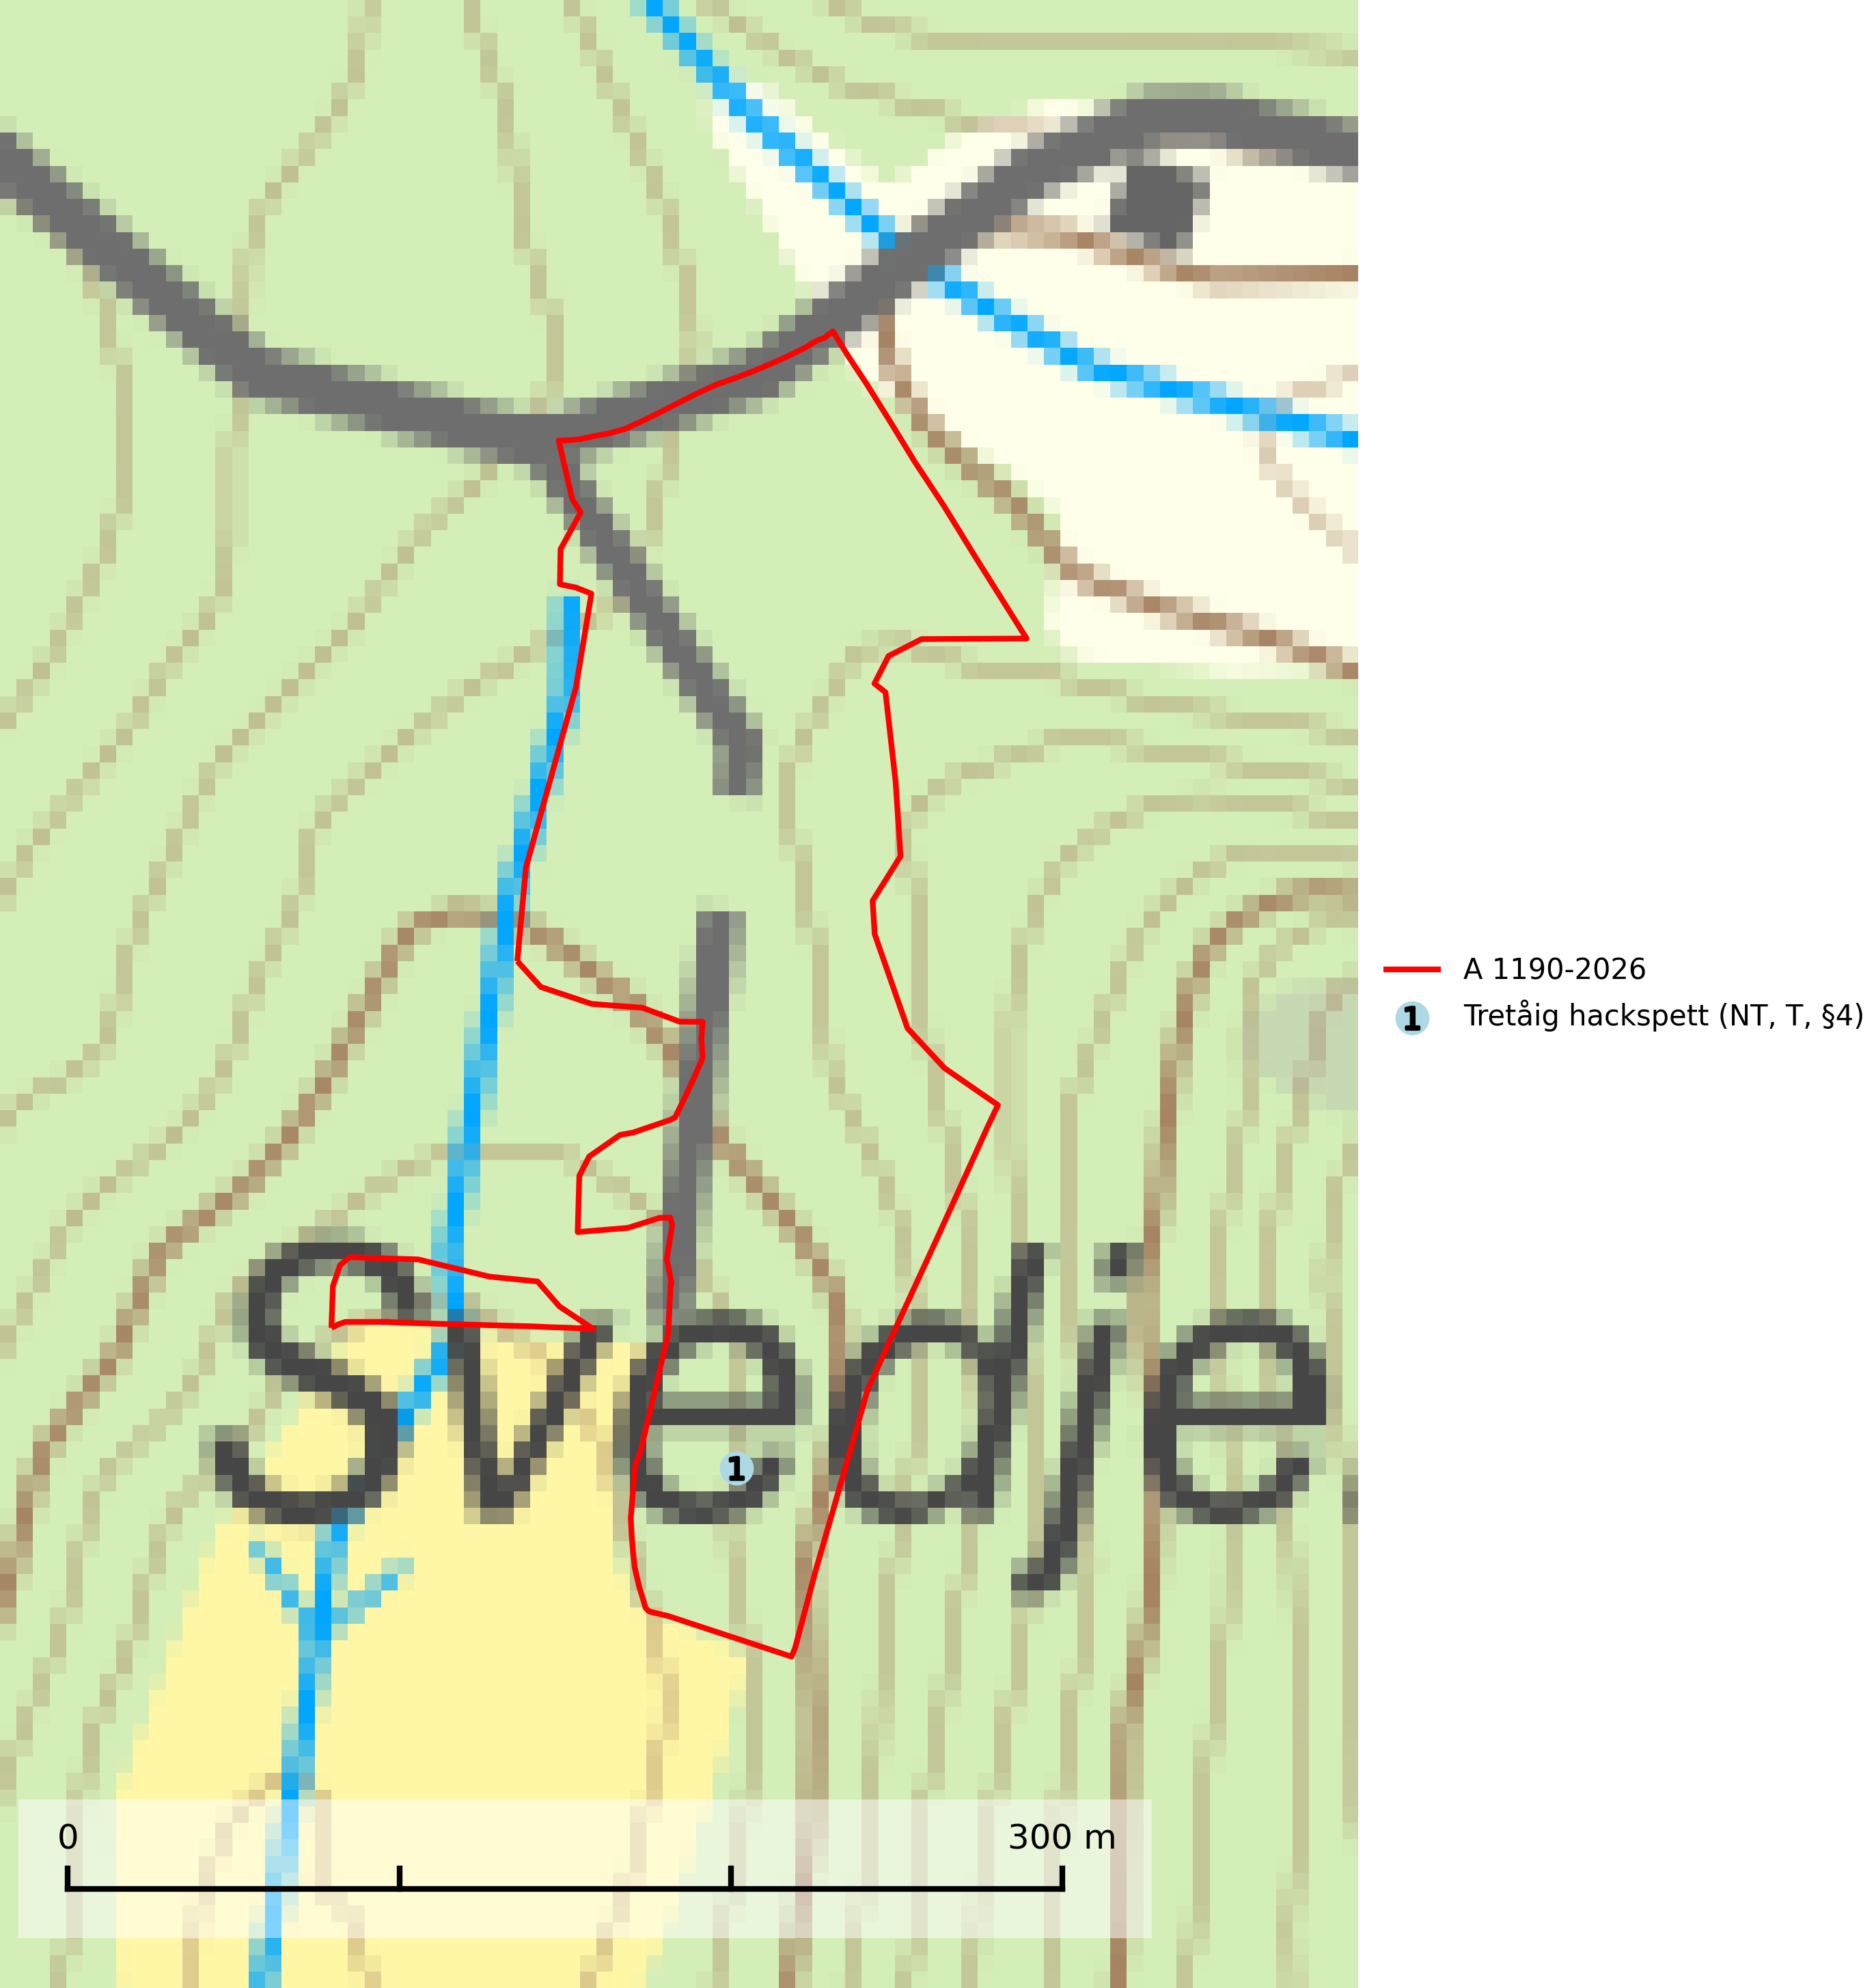 A 1190-2026
1 Tretåig hackspett (NT, T, §4)
Svedje
1
0 300 m